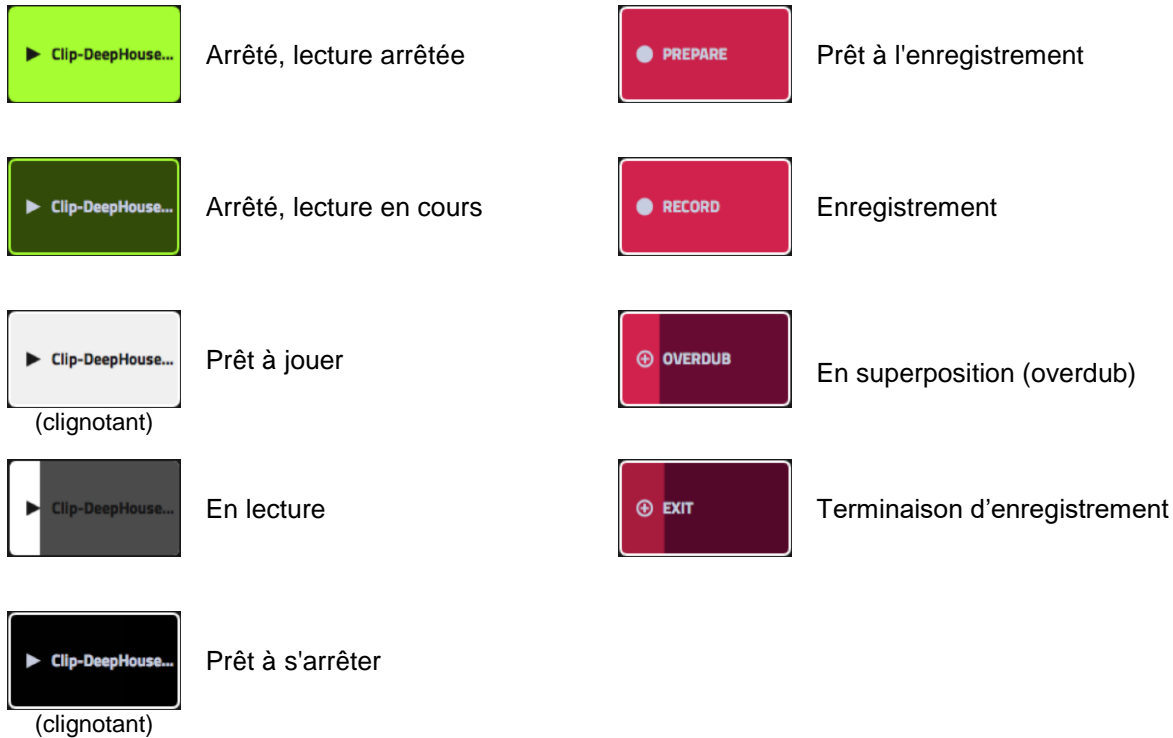 Clip-DeepHouse...
Arrêté, lecture arrêtée
PREPARE
Prêt à l'enregistrement
Clip-DeepHouse...
Arrêté, lecture en cours
RECORD
Enregistrement
Clip-DeepHouse...
Prêt à jouer
OVERDUB
En superposition (overdub)
(clignotant)
Clip-DeepHouse...
En lecture
EXIT
Terminaison d’enregistrement
Clip-DeepHouse...
Prêt à s'arrêter
(clignotant)